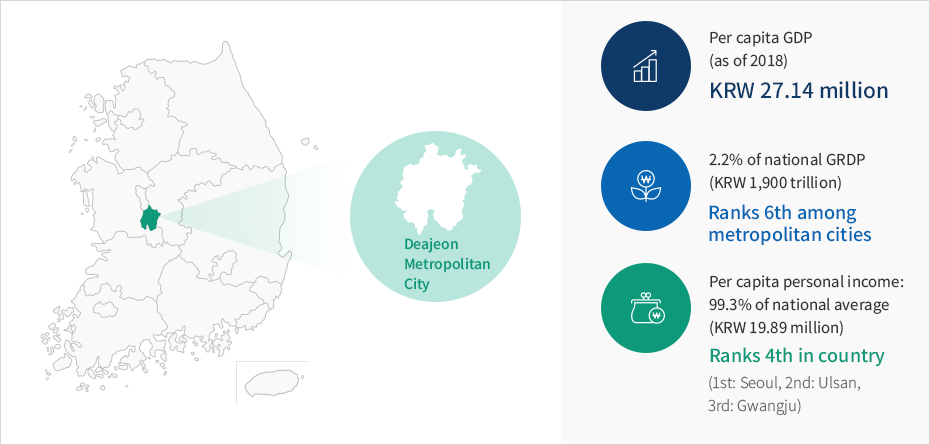 Deajeon
Metropolitan
City
Per capita GDP
(as of 2018)
KRW 27.14 million
2.2% of national GRDP
(KRW 1,900 trillion)
Ranks 6th among
metropolitan cities
Per capita personal income:
99.3% of national average
(KRW 19.89 million)
Ranks 4th in country
(1st: Seoul, 2nd: Ulsan,
3rd: Gwangju)